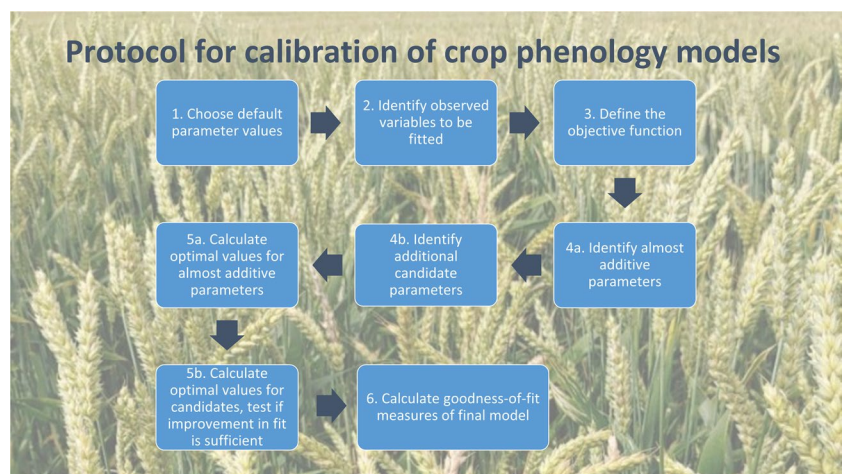 Protocol for calibration of crop phenology models
1. Choose default
parameter values
2. Identify observed
variables to be
fitted
3. Define the
objective function
4a. Identify almost
additive
parameters
4b. Identify
additional
candidate
parameters
5a. Calculate
optimal values for
almost additive
parameters
5b. Calculate
optimal values for
candidates, test if
improvement in fit
is sufficient
6. Calculate goodness-of-fit
measures of final model